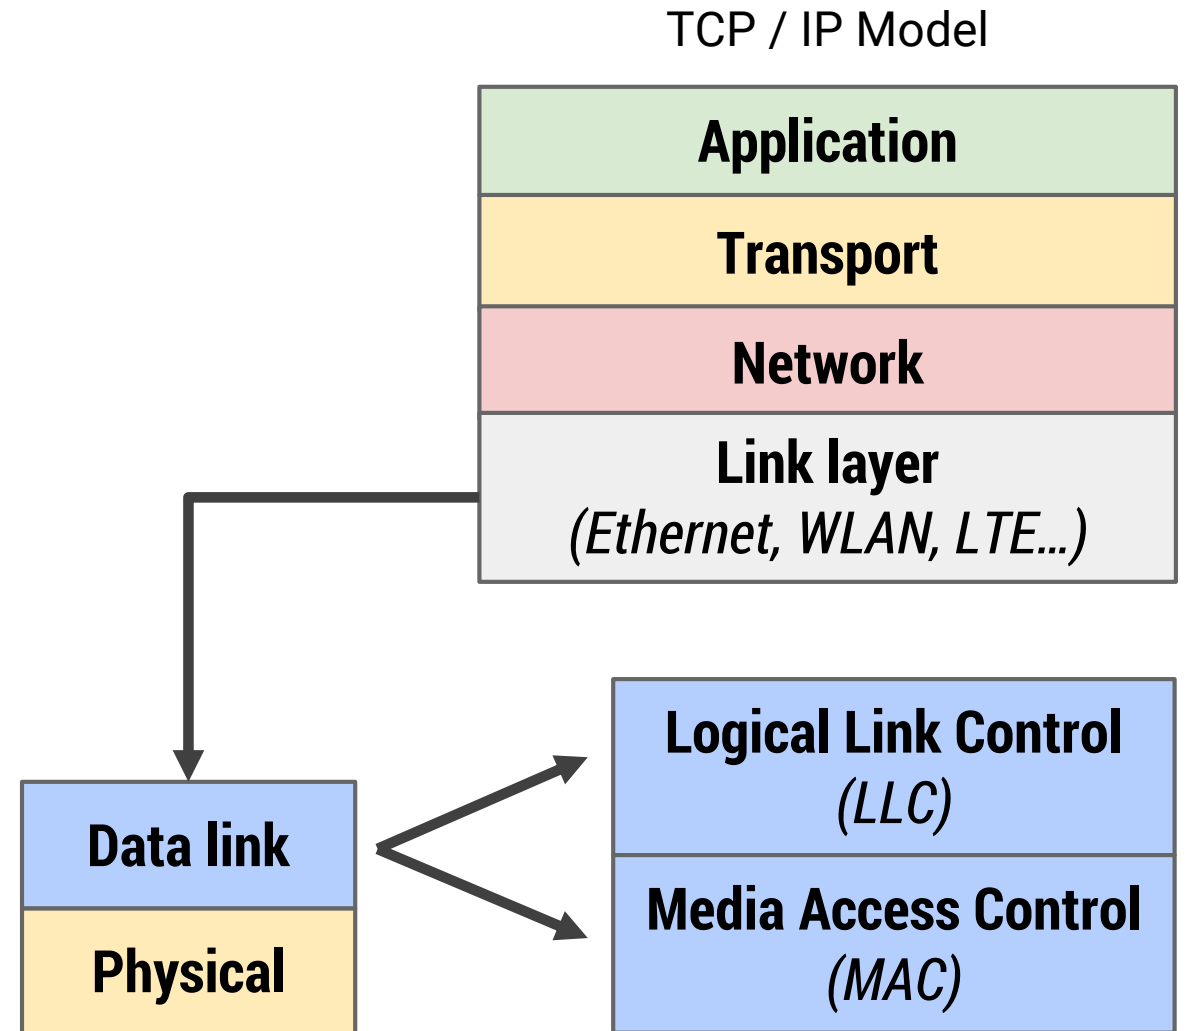 TCP / IP Model
Application
Transport
Network
Link layer
(Ethernet, WLAN, LTE…)
Logical Link Control
(LLC)
Data link
Media Access Control
(MAC)
Physical